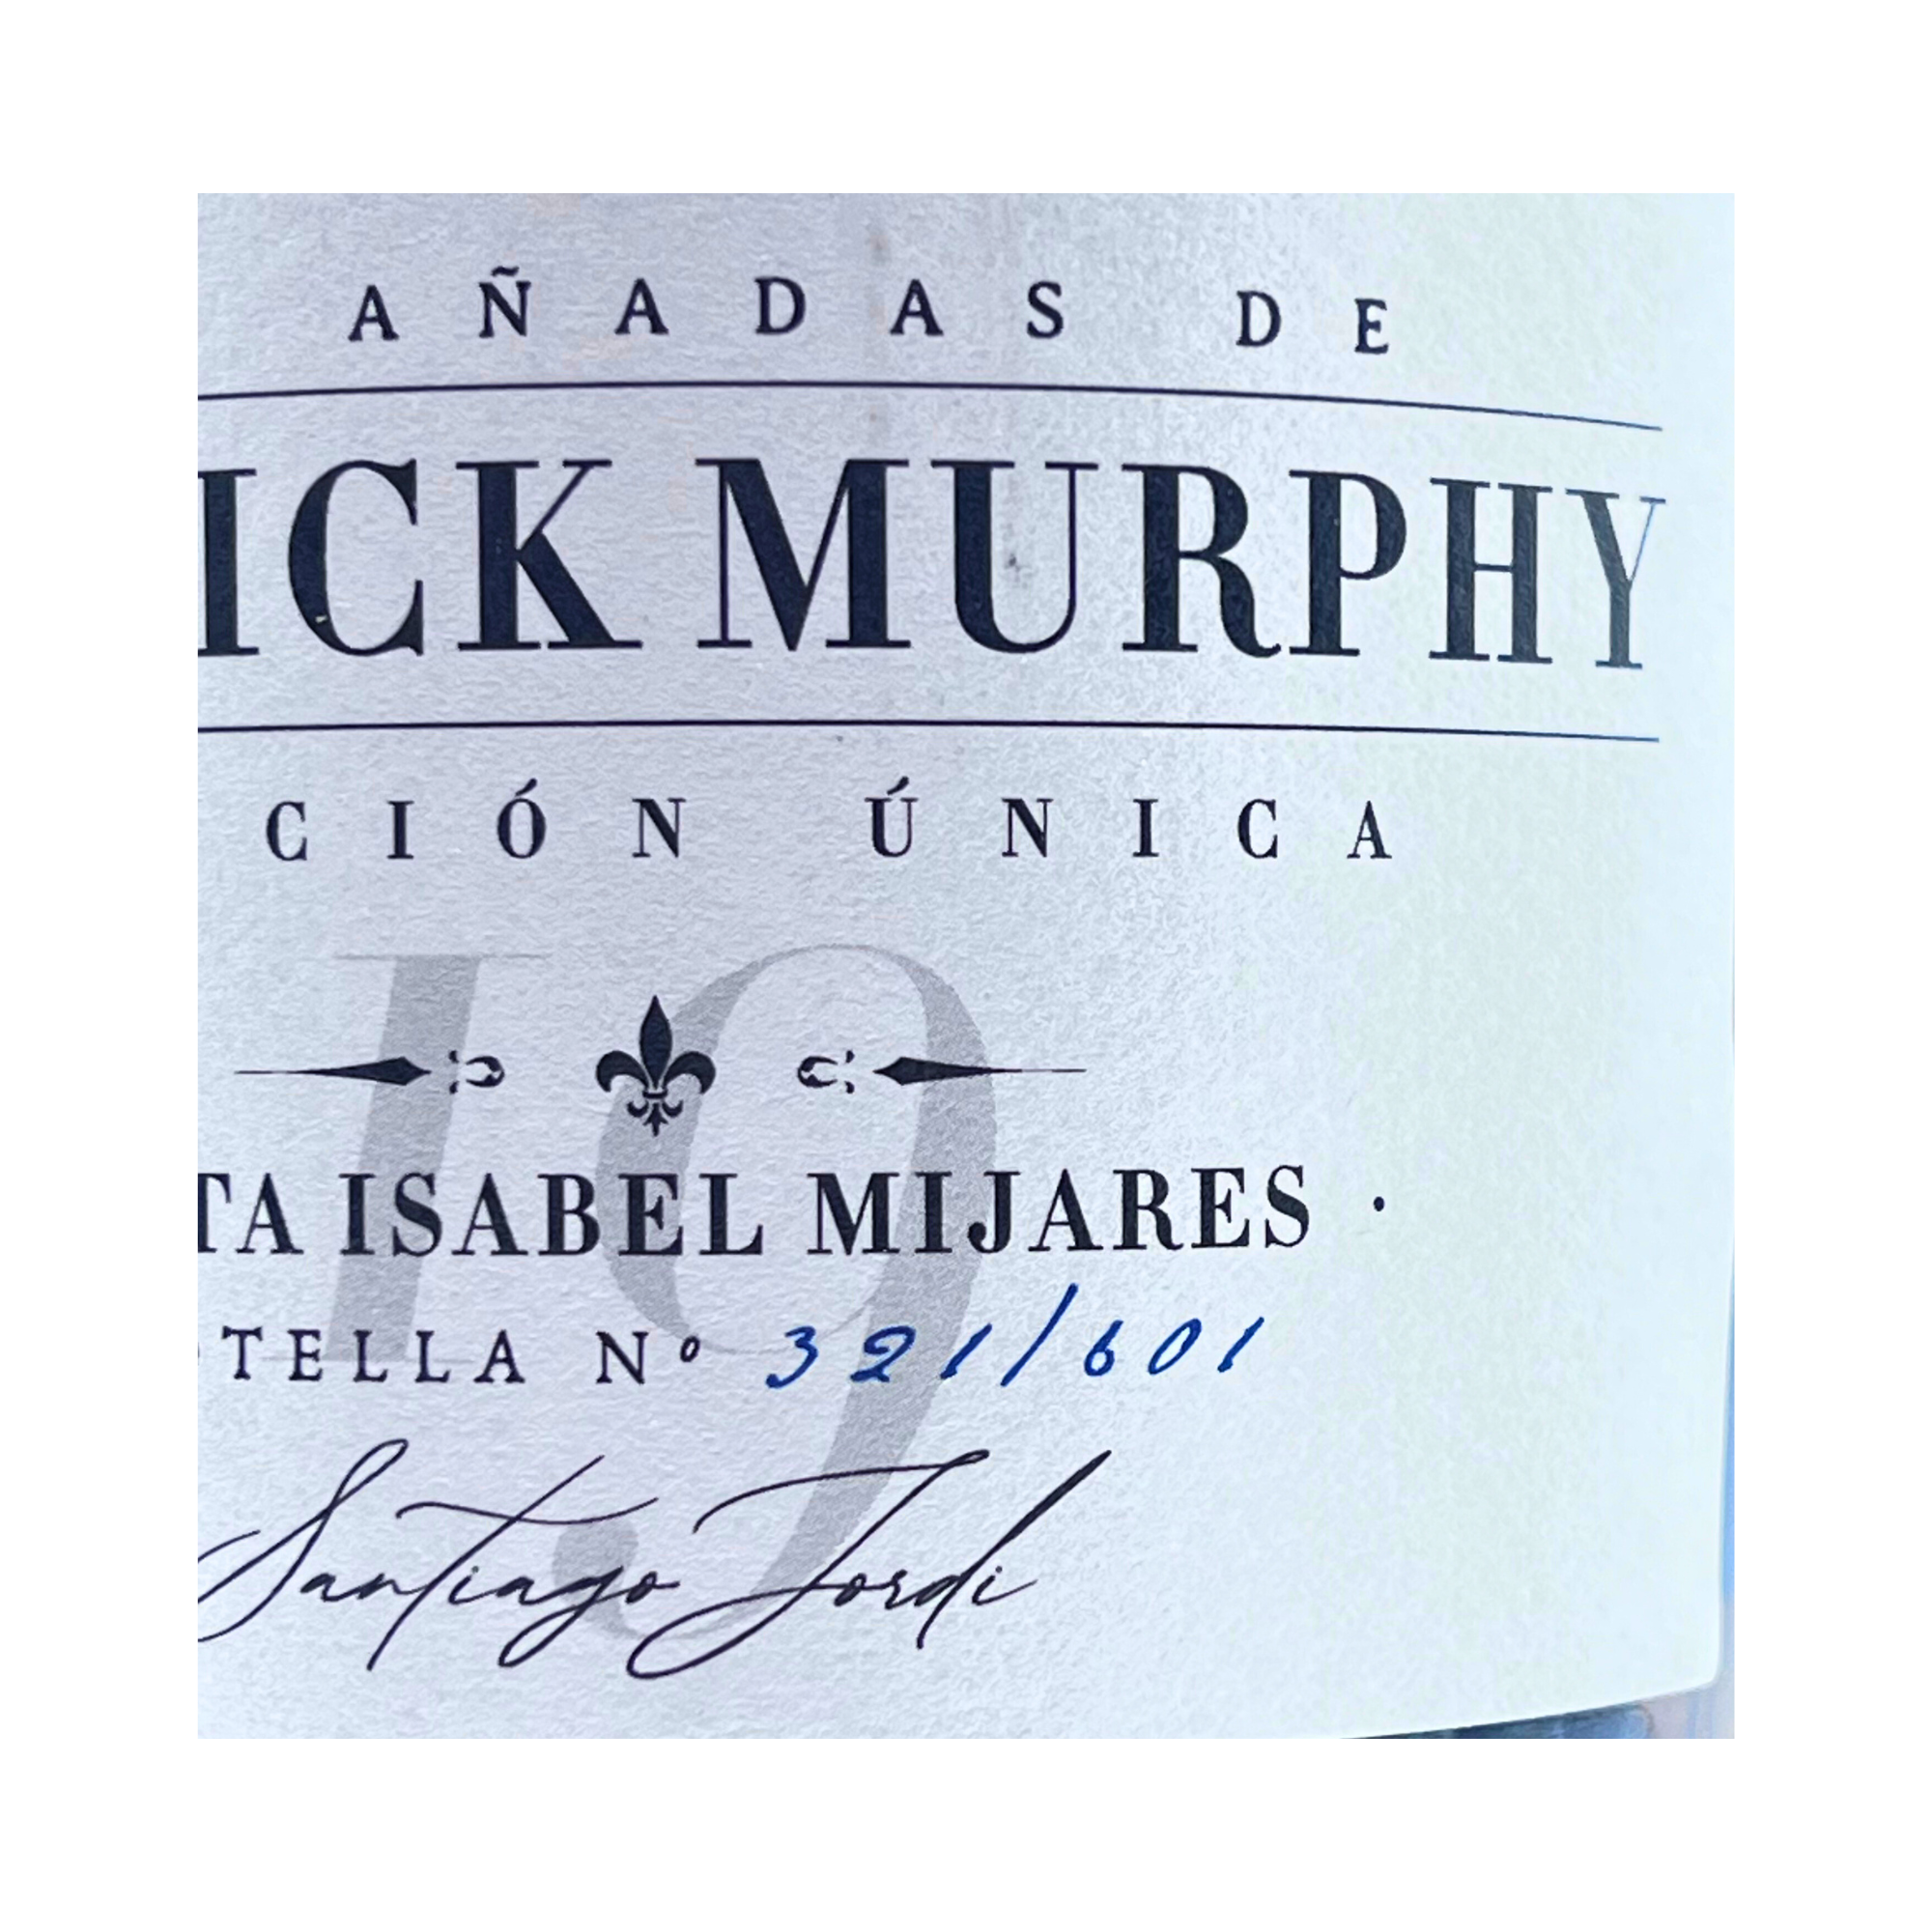 AÑADAS DE
ICK MURPHY
CIÓN ÚNICA
19
TA ISABEL MIJARES ·
TELLA Nº 321/601
Santiago Jordi